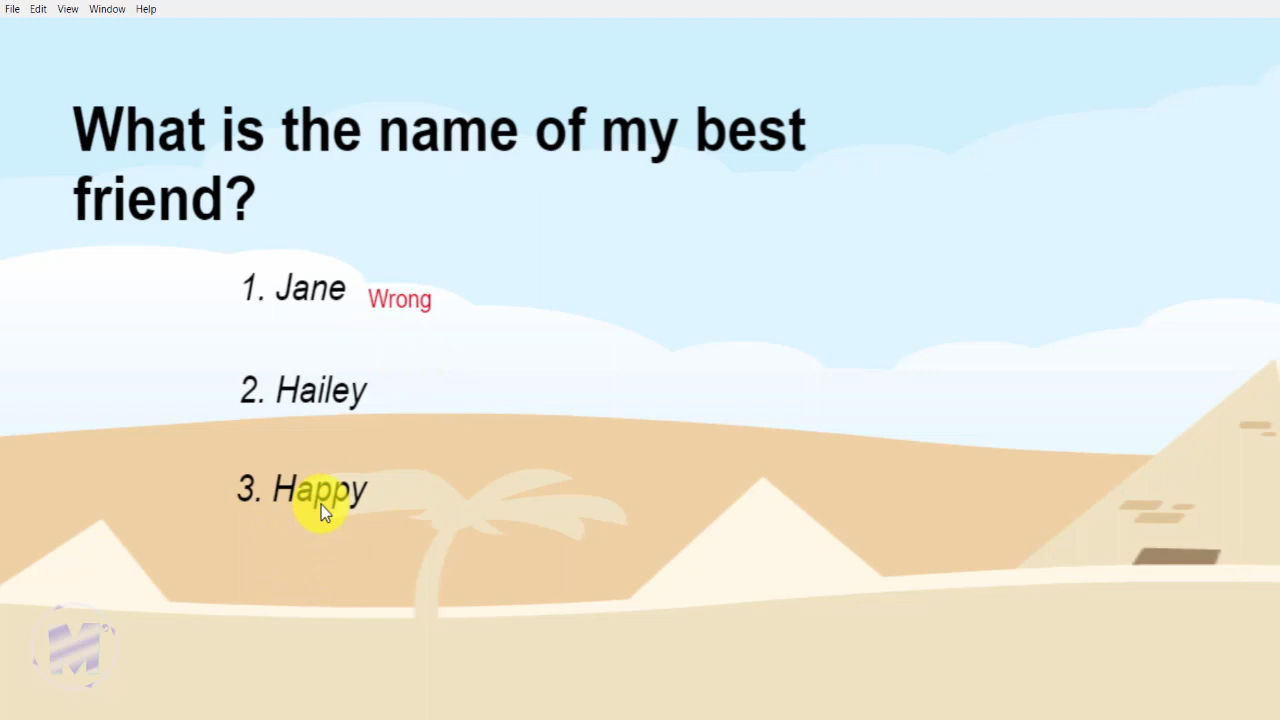 File Edit View Window Help
What is the name of my best
friend?
1. Jane Wrong
2. Hailey
3. Happy
M